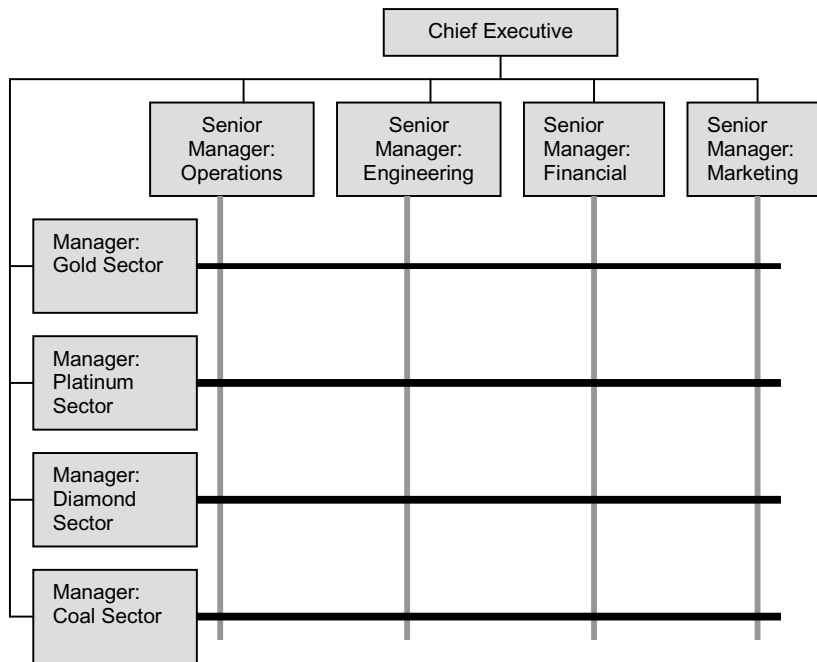 Chief Executive
Senior
Manager:
Operations
Senior
Manager:
Engineering
Senior
Manager:
Financial
Senior
Manager:
Marketing
Manager:
Gold Sector
Manager:
Platinum
Sector
Manager:
Diamond
Sector
Manager:
Coal Sector